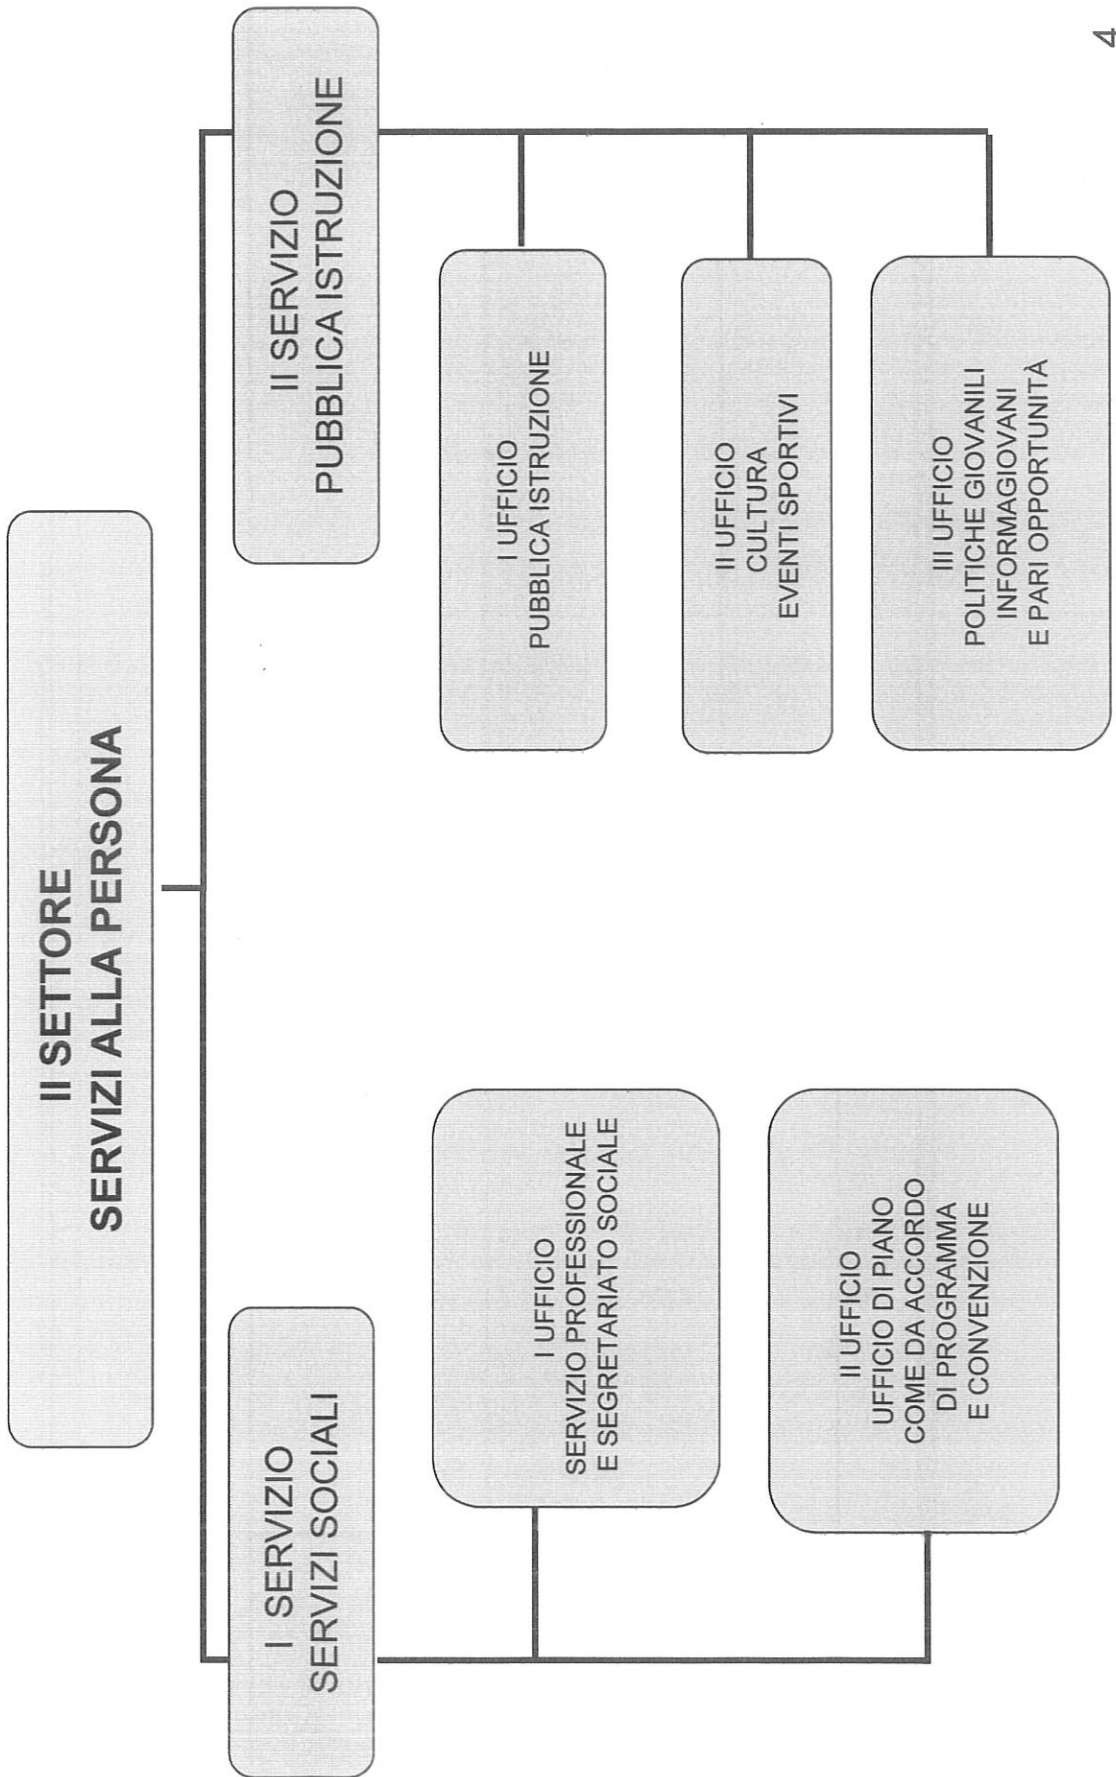 II SETTORE
SERVIZI ALLA PERSONA
I SERVIZIO
SERVIZI SOCIALI
I UFFICIO
SERVIZIO PROFESSIONALE
E SEGRETARIATO SOCIALE
II UFFICIO
UFFICIO DI PIANO
COME DA ACCORDO
DI PROGRAMMA
E CONVENZIONE
II SERVIZIO
PUBBLICA ISTRUZIONE
I UFFICIO
PUBBLICA ISTRUZIONE
II UFFICIO
CULTURA
EVENTI SPORTIVI
III UFFICIO
POLITICHE GIOVANILI
INFORMAGIOVANI
E PARI OPPORTUNITÀ
4